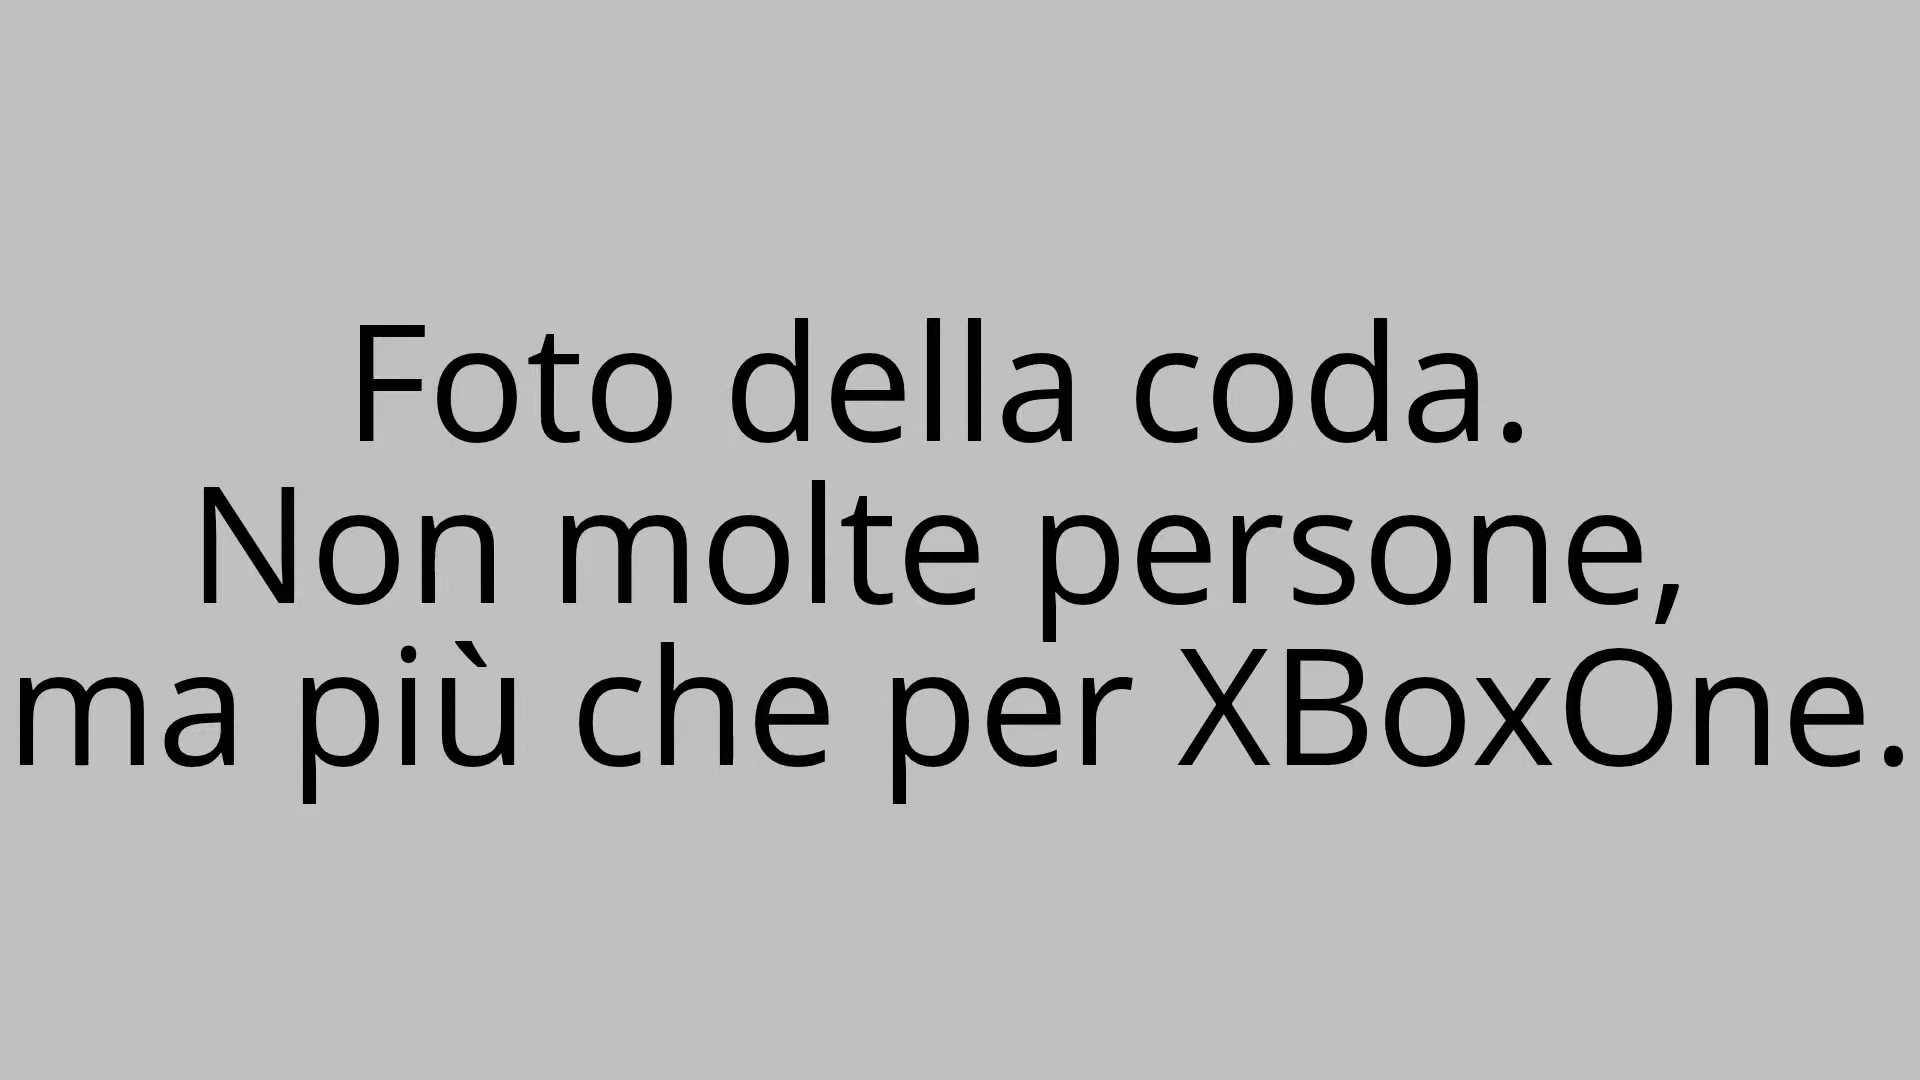 Foto della coda.
Non molte persone,
ma più che per XBoxOne.